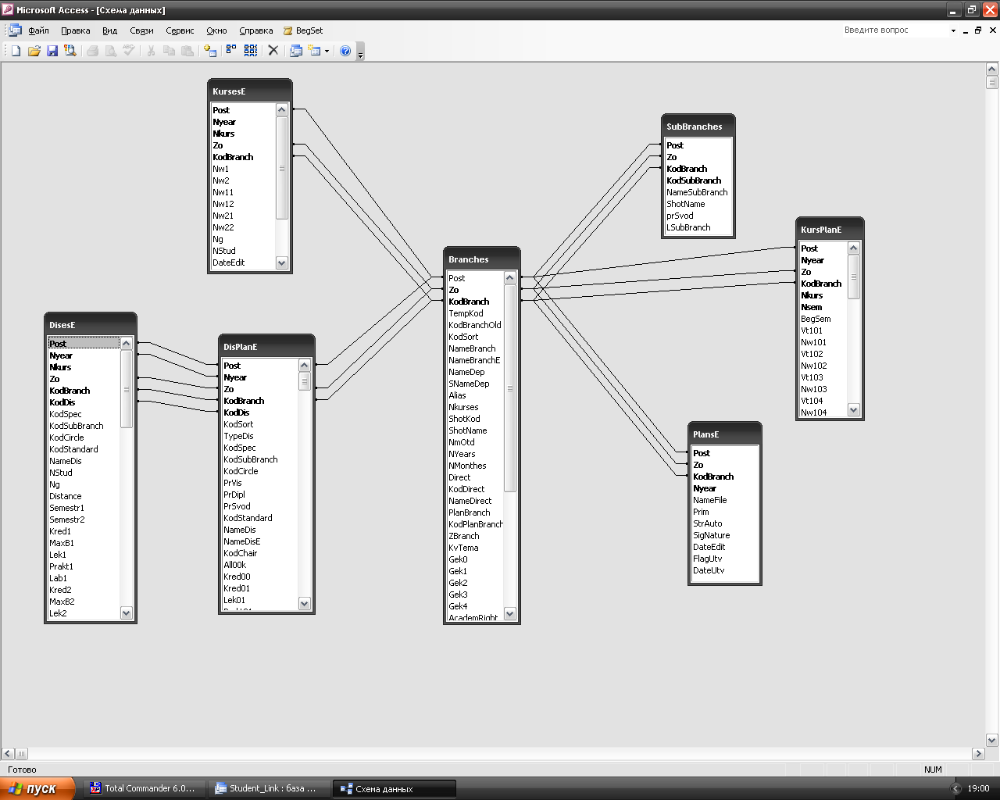 Microsoft Access - [Схема данных]
Файл Правка Вид Связи Сервис Окно Справка BegSet Введите вопрос
KursesE
Post
Nyear
Nkurs
Zo
KodBranch
Nw1
Nw2
Nw11
Nw12
Nw21
Nw22
Ng
NStud
DateEdit
SubBranches
Post
Zo
KodBranch
KodSubBranch
NameSubBranch
ShotName
prSvod
LSubBranch
KursPlanE
Post
Nyear
Zo
KodBranch
Nkurs
Nsem
BegSem
Vt101
Nw101
Vt102
Nw102
Vt103
Nw103
Vt104
Nw104
Branches
Post
Zo
KodBranch
TempKod
KodBranchOld
KodSort
NameBranch
NameBranchE
NameDep
SNameDep
Alias
Nkurses
ShotKod
ShotName
NmOtd
NYears
NMonthes
Direct
KodDirect
NameDirect
PlanBranch
KodPlanBranch
ZBranch
KvTema
Gek0
Gek1
Gek2
Gek3
Gek4
AcademRight
DisesE
Post
Nyear
Nkurs
Zo
KodBranch
KodDis
KodSpec
KodSubBranch
KodCircle
KodStandard
NameDis
NStud
Ng
Distance
Semestr1
Semestr2
Kred1
MaxB1
Lek1
Prakt1
Lab1
Kred2
MaxB2
Lek2
DisPlanE
Post
Nyear
Zo
KodBranch
KodDis
KodSort
TypeDis
KodSpec
KodSubBranch
KodCircle
PrVis
PrDipl
PrSvod
KodStandard
NameDis
NameDisE
KodChair
All00k
Kred00
Kred01
Lek01
PlansE
Post
Zo
KodBranch
Nyear
NameFile
Prim
StrAuto
SigNature
DateEdit
FlagUtv
DateUtv
Готово NUM
пуск Total Commander 6.0... Student_Link : база ... Схема данных 19:00